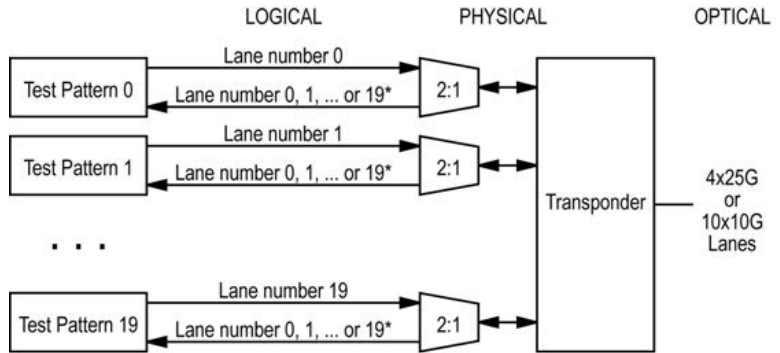 LOGICAL PHYSICAL OPTICAL
Lane number 0
Test Pattern 0
2:1
Lane number 0, 1, ... or 19*
Lane number 1
Test Pattern 1
2:1
Lane number 0, 1, ... or 19*
Transponder
4x25G
or
10x10G
Lanes
. . .
Lane number 19
Test Pattern 19
2:1
Lane number 0, 1, ... or 19*